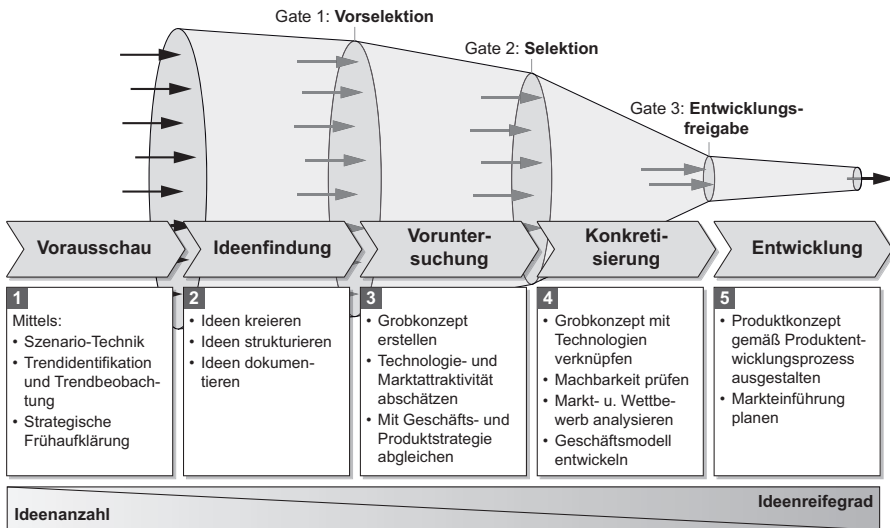 Gate 1: Vorselektion
Gate 2: Selektion
Gate 3: Entwicklungs-
freigabe
Vorausschau
Ideenfindung
Vorunter-
suchung
Konkreti-
sierung
Entwicklung
1
Mittels:
• Szenario-Technik
• Trendidentifikation
und Trendbeobach-
tung
• Strategische
Frühaufklärung
2
• Ideen kreieren
• Ideen strukturieren
• Ideen dokumen-
tieren
3
• Grobkonzept
erstellen
• Technologie- und
Marktattraktivität
abschätzen
• Mit Geschäfts- und
Produktstrategie
abgleichen
4
• Grobkonzept mit
Technologien
verknüpfen
• Machbarkeit prüfen
• Markt- u. Wettbe-
werb analysieren
• Geschäftsmodell
entwickeln
5
• Produktkonzept
gemäß Produktent-
wicklungsprozess
ausgestalten
• Markteinführung
planen
Ideenanzahl
Ideenreifegrad